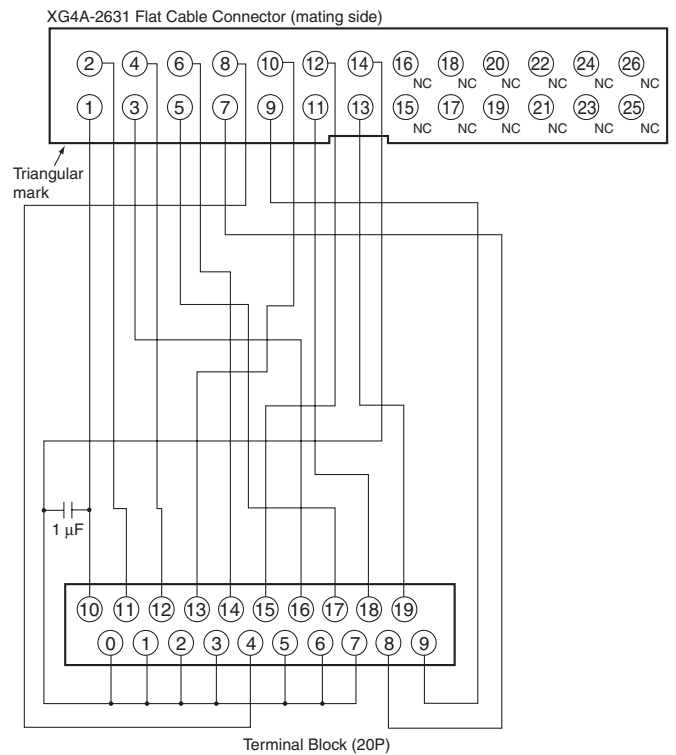 XG4A-2631 Flat Cable Connector (mating side)
2 4 6 8 10 12 14 16 18 20 22 24 26
NC NC NC NC NC NC
1 3 5 7 9 11 13 15 17 19 21 23 25
NC NC NC NC NC NC
Triangular
mark
1 μF
10 11 12 13 14 15 16 17 18 19
0 1 2 3 4 5 6 7 8 9
Terminal Block (20P)